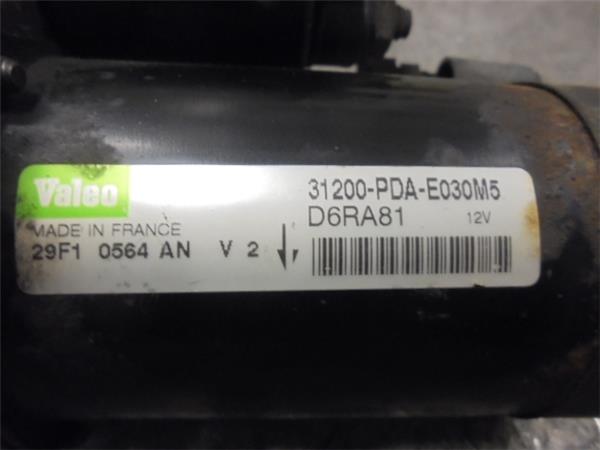 Valeo
MADE IN FRANCE
29F1 0564 AN V 2
31200-PDA-E030M5
D6RA81 12V